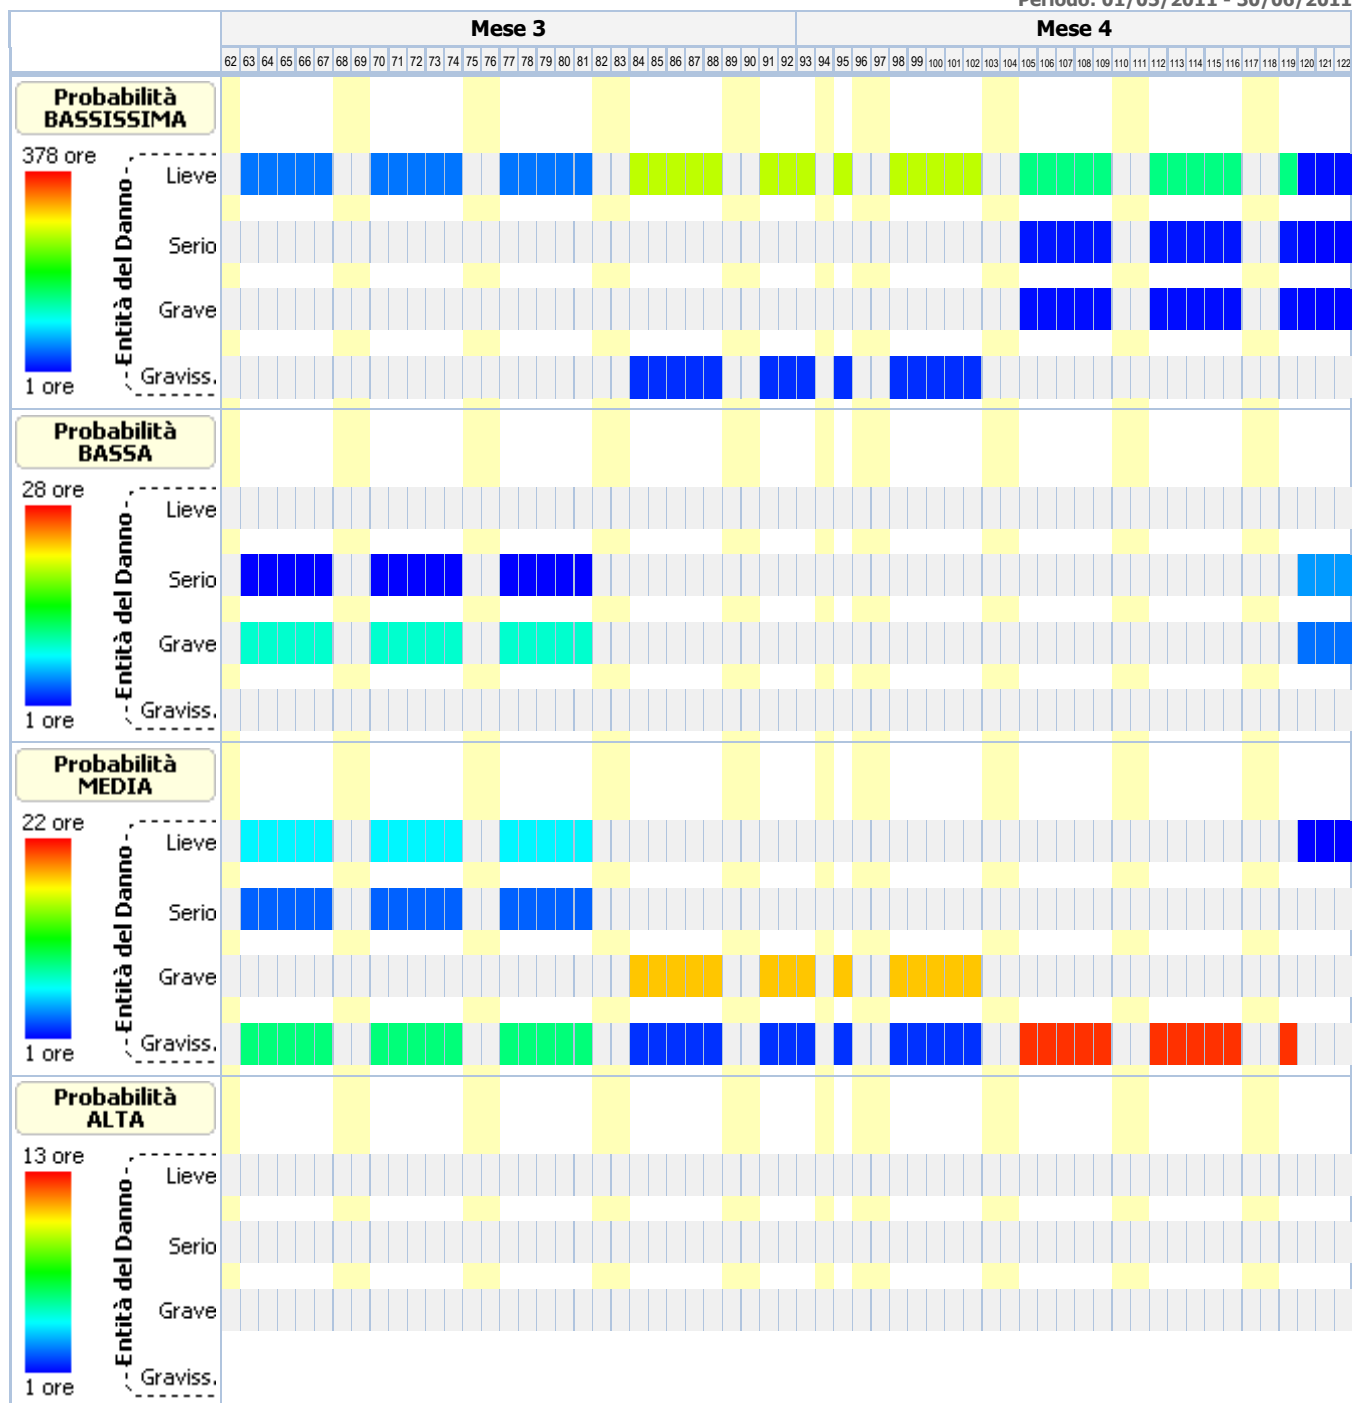 Periodo: 01/05/2011 - 30/06/2011
Mese 3 Mese 4
62 63 64 65 66 67 68 69 70 71 72 73 74 75 76 77 78 79 80 81 82 83 84 85 86 87 88 89 90 91 92 93 94 95 96 97 98 99 100 101 102 103 104 105 106 107 108 109 110 111 112 113 114 115 116 117 118 119 120 121 122
Probabilità
BASSISSIMA
378 ore
Entità del Danno
Lieve
Serio
Grave
Graviss.
1 ore
Probabilità
BASSA
28 ore
Entità del Danno
Lieve
Serio
Grave
Graviss.
1 ore
Probabilità
MEDIA
22 ore
Entità del Danno
Lieve
Serio
Grave
Graviss.
1 ore
Probabilità
ALTA
13 ore
Entità del Danno
Lieve
Serio
Grave
Graviss.
1 ore